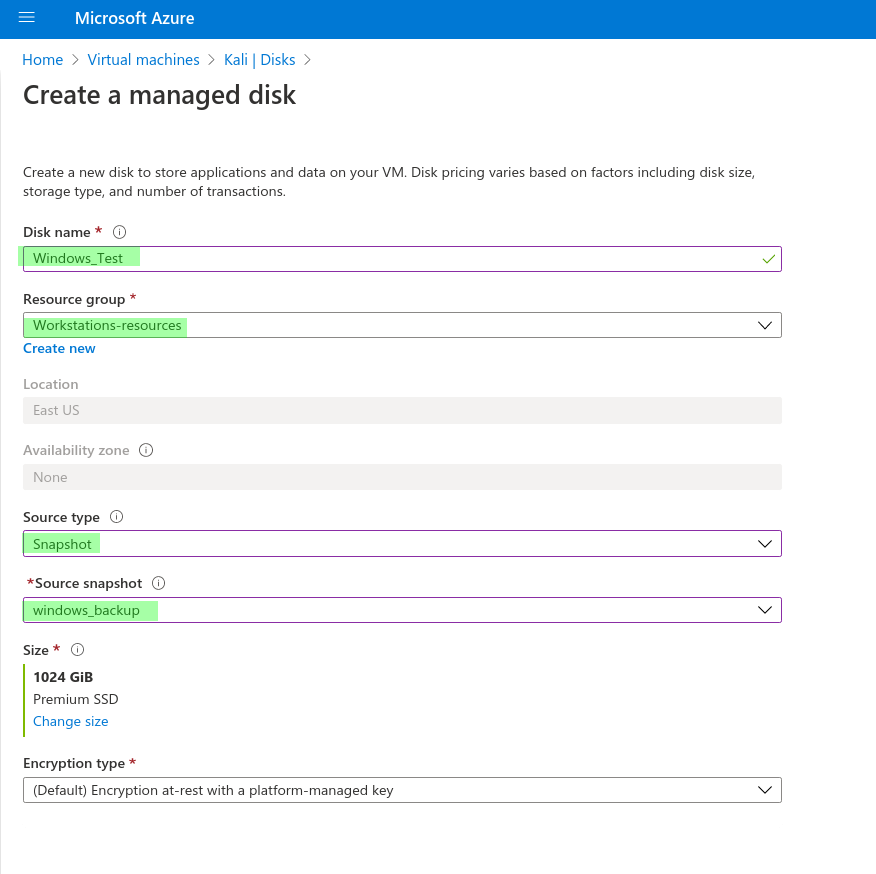 Microsoft Azure
Home > Virtual machines > Kali | Disks >
Create a managed disk
Create a new disk to store applications and data on your VM. Disk pricing varies based on factors including disk size,
storage type, and number of transactions.
Disk name *
Windows_Test
Resource group *
Workstations-resources
Create new
Location
East US
Availability zone
None
Source type
Snapshot
*Source snapshot
windows_backup
Size *
1024 GiB
Premium SSD
Change size
Encryption type *
(Default) Encryption at-rest with a platform-managed key